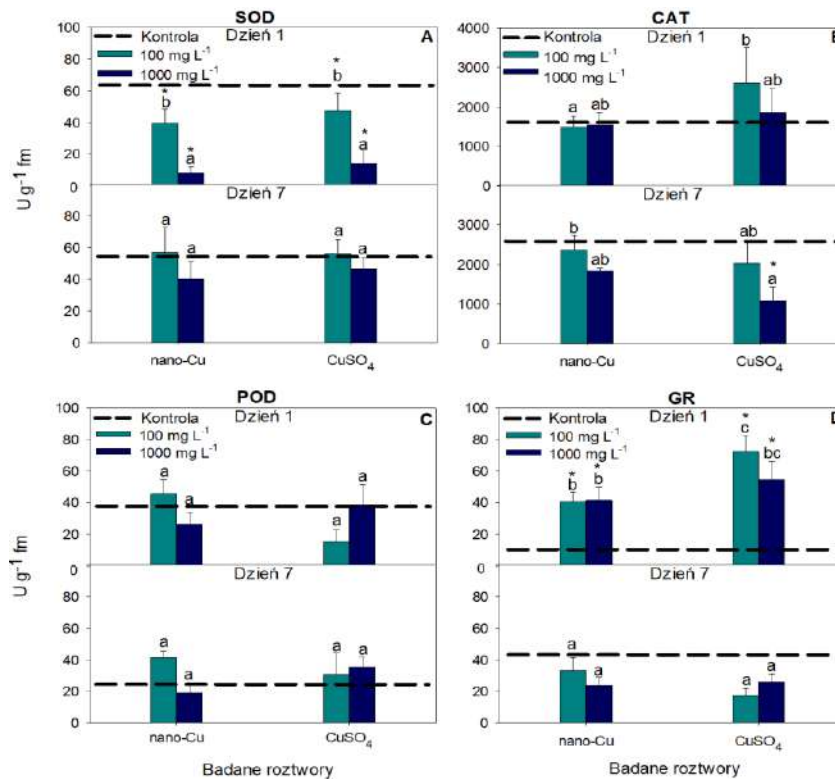 SOD
Kontrola
Dzień 1
A
100 mg L⁻¹
1000 mg L⁻¹
100
80
60
40
20
0
* b
* a
* b
* a
Dzień 7
80
60
40
20
0
a
a
a
a
nano-Cu
CuSO₄
U g⁻¹ fm
CAT
Kontrola
Dzień 1
100 mg L⁻¹
1000 mg L⁻¹
4000
3000
2000
1000
0
a
ab
b
ab
Dzień 7
3000
2000
1000
0
b
ab
ab
* a
nano-Cu
CuSO₄
POD
Kontrola
Dzień 1
C
100 mg L⁻¹
1000 mg L⁻¹
100
80
60
40
20
0
a
a
a
a
Dzień 7
80
60
40
20
0
a
a
a
a
nano-Cu
CuSO₄
U g⁻¹ fm
Badane roztwory
GR
Kontrola
Dzień 1
100 mg L⁻¹
1000 mg L⁻¹
100
80
60
40
20
0
* b
* b
* c
* bc
Dzień 7
80
60
40
20
0
a
a
a
a
nano-Cu
CuSO₄
Badane roztwory